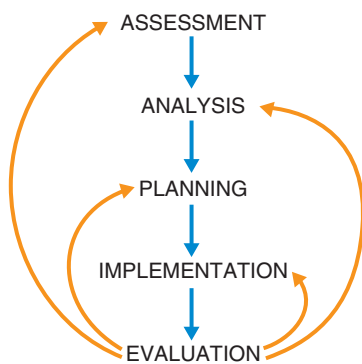 ASSESSMENT
ANALYSIS
PLANNING
IMPLEMENTATION
EVALUATION